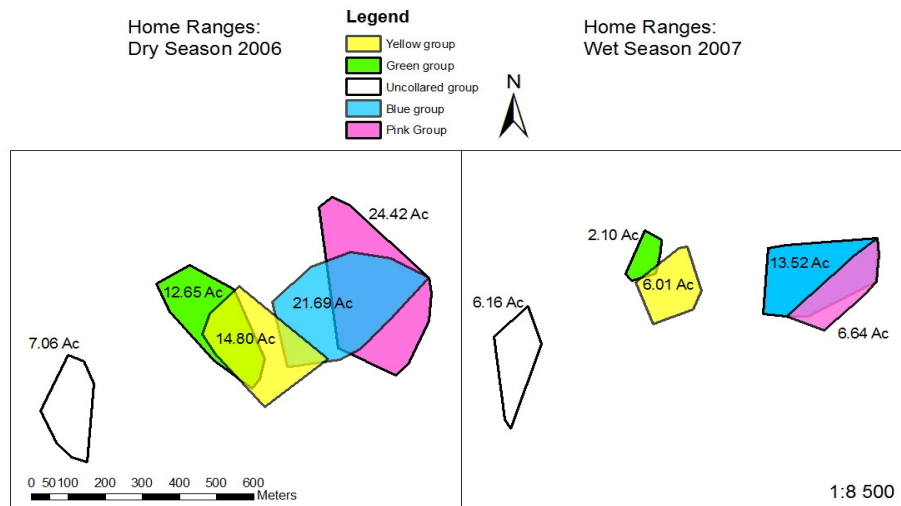 Home Ranges:
Dry Season 2006
Legend
Yellow group
Green group
Uncollared group
Blue group
Pink Group
N
Home Ranges:
Wet Season 2007
24.42 Ac
12.65 Ac
21.69 Ac
14.80 Ac
7.06 Ac
0 50 100 200 300 400 500 600
Meters
2.10 Ac
13.52 Ac
6.01 Ac
6.16 Ac
6.64 Ac
1:8 500